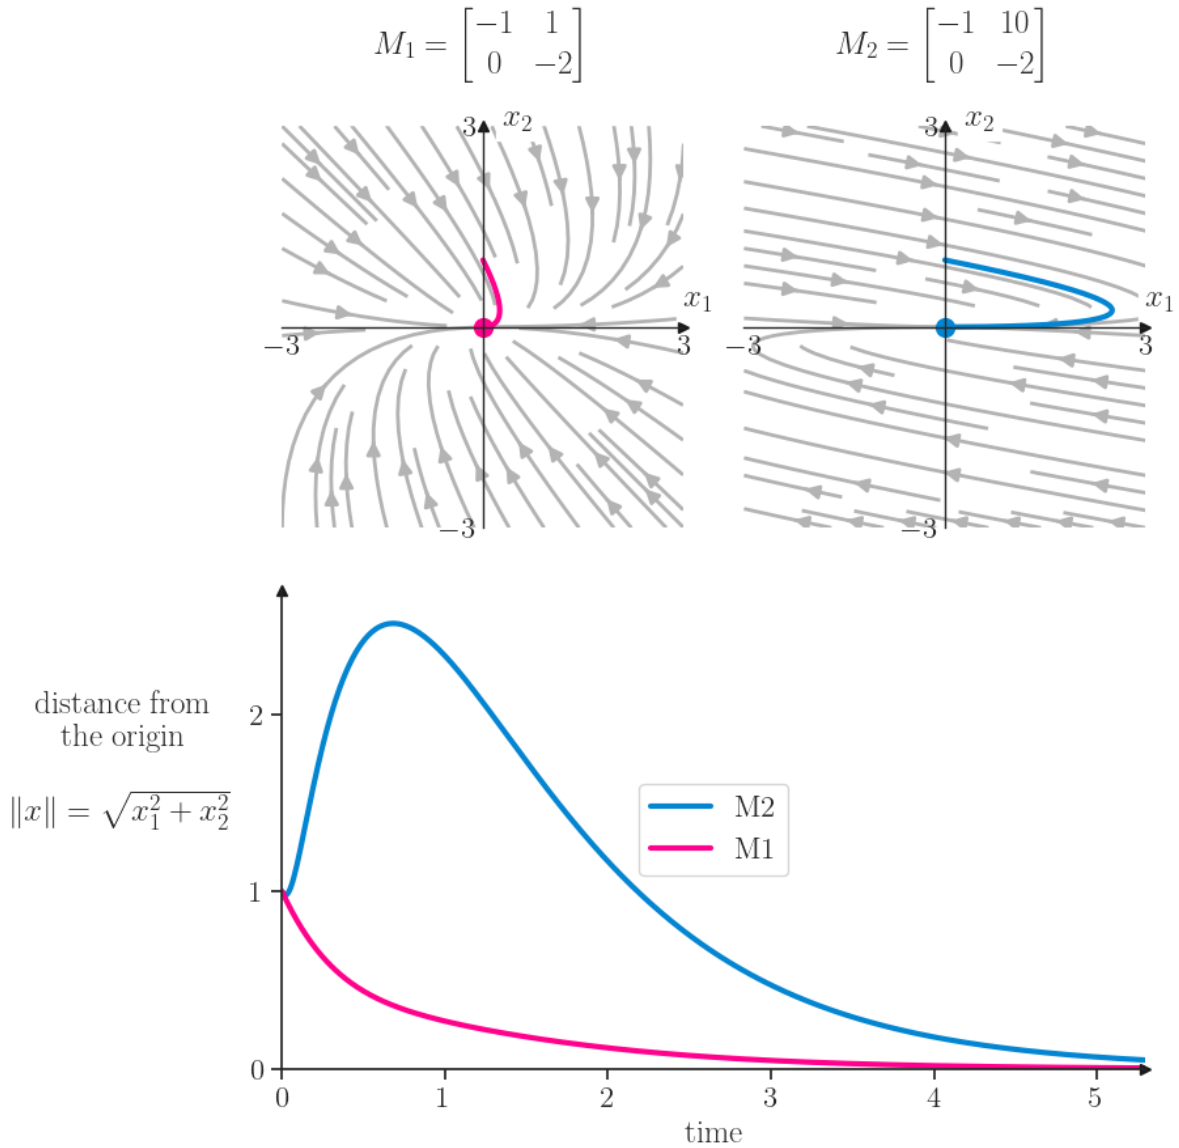 M₁ = [−1 1
0 −2]
M₂ = [−1 10
0 −2]
3
x₂
x₁
−3
3
−3
3
x₂
x₁
−3
3
−3
distance from
the origin
‖x‖ = √(x₁² + x₂²)
2
1
0
M2
M1
0 1 2 3 4 5
time